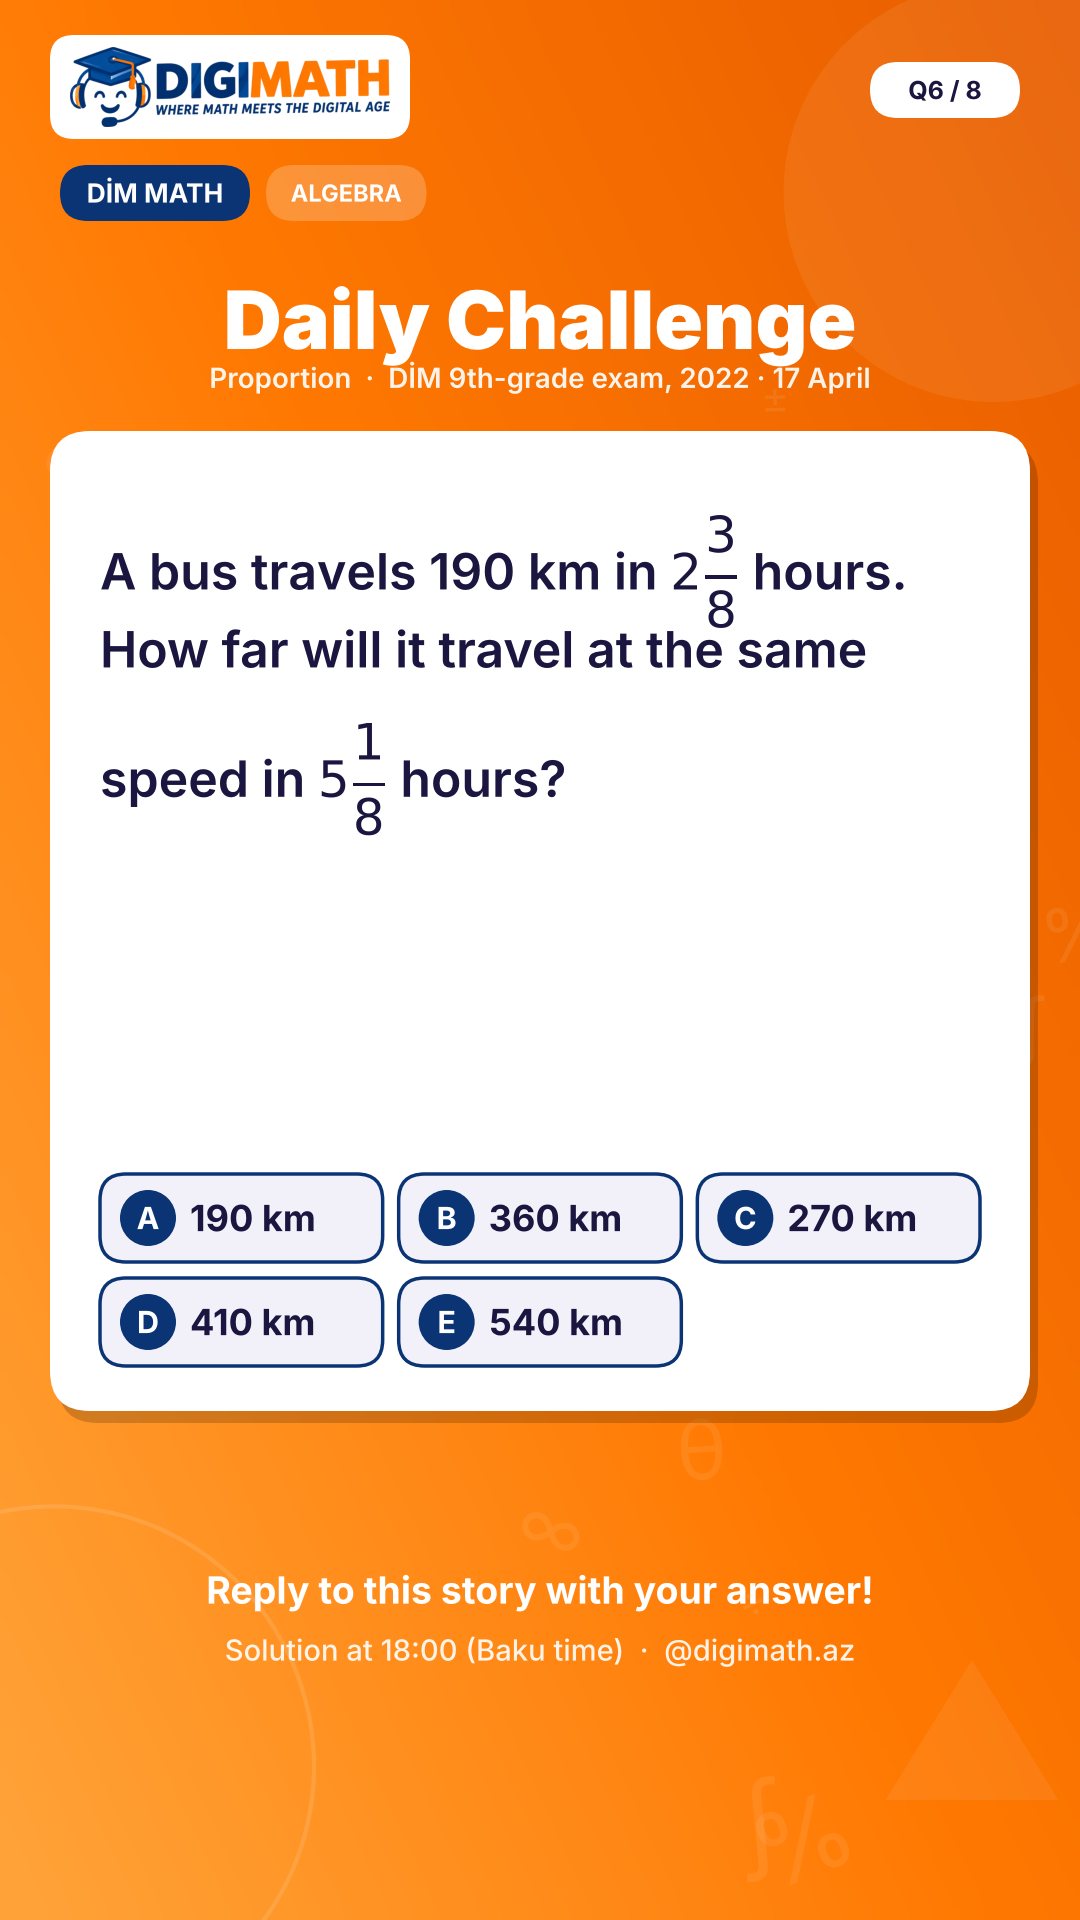 DIGIMATH
WHERE MATH MEETS THE DIGITAL AGE
Q6 / 8
DİM MATH
ALGEBRA
Daily Challenge
Proportion · DİM 9th-grade exam, 2022 · 17 April
±
A bus travels 190 km in 2 3/8 hours.
How far will it travel at the same
speed in 5 1/8 hours?
%
A 190 km
B 360 km
C 270 km
D 410 km
E 540 km
θ
∞
Reply to this story with your answer!
Solution at 18:00 (Baku time) · @digimath.az
∫
%